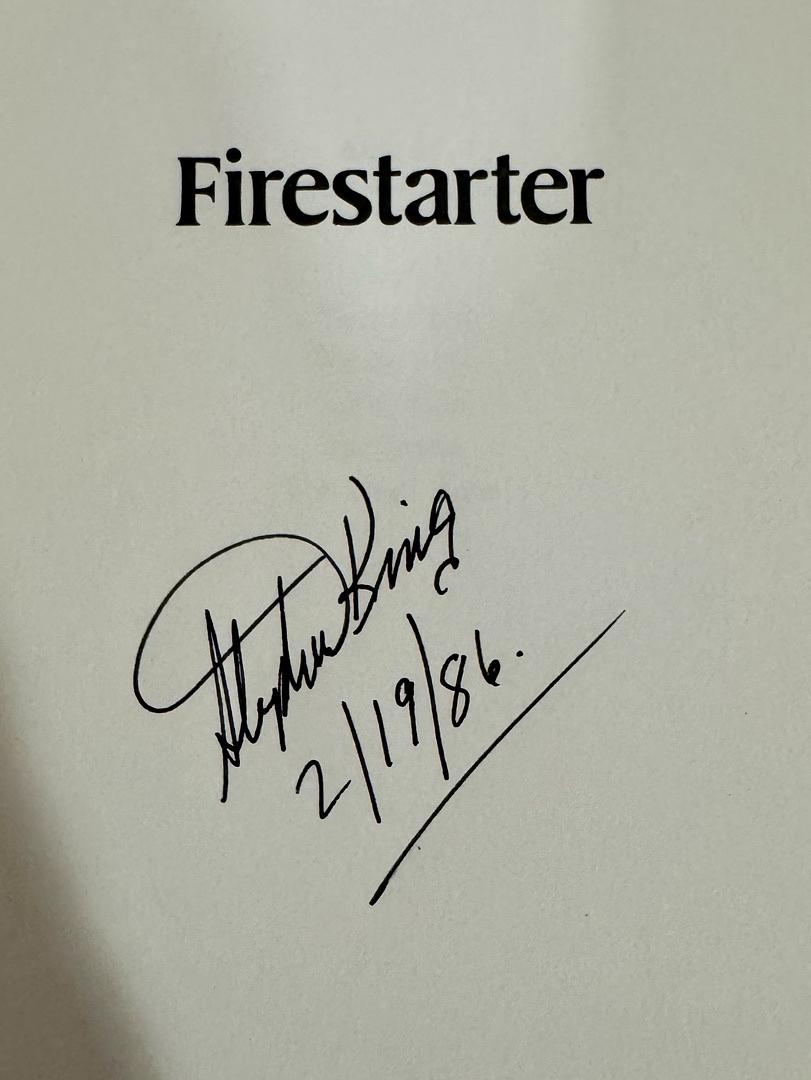 Firestarter
Stephen King
2/19/86.